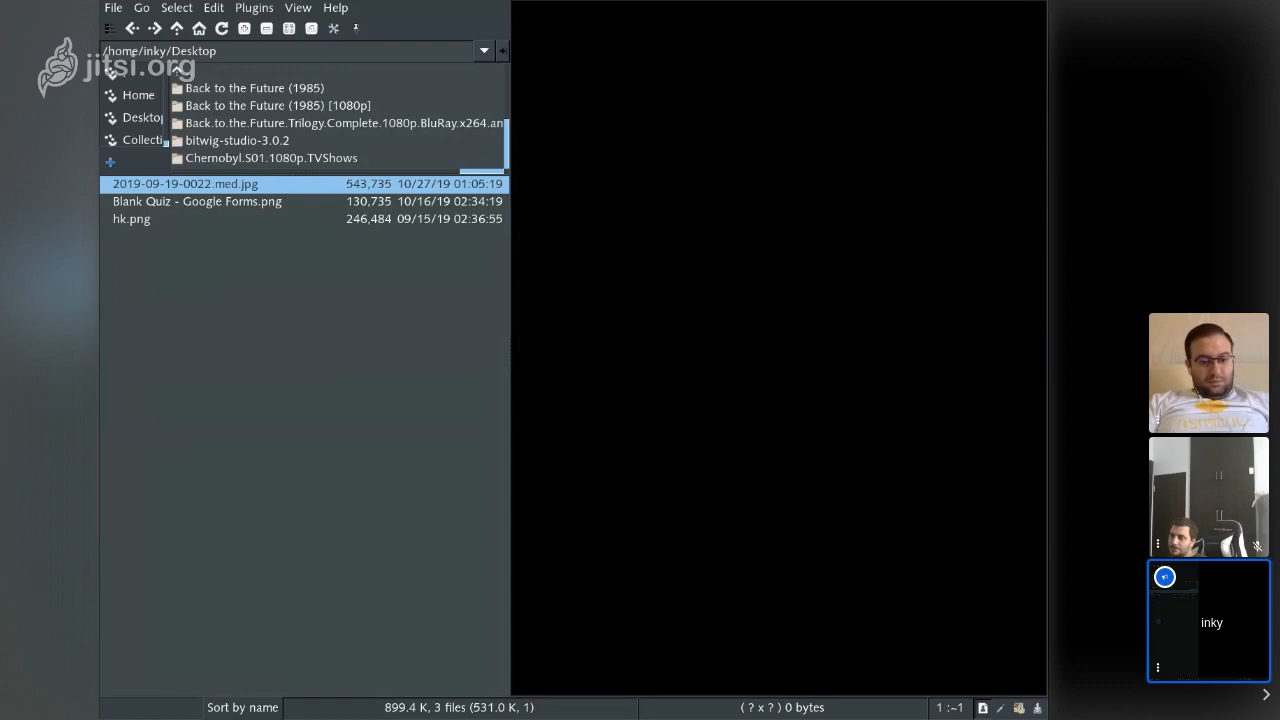 File Go Select Edit Plugins View Help
/home/inky/Desktop
jitsi.org
Home
Desktop
Collecti
Back to the Future (1985)
Back to the Future (1985) [1080p]
Back.to.the.Future.Trilogy.Complete.1080p.BluRay.x264.an
bitwig-studio-3.0.2
Chernobyl.S01.1080p.TVShows
2019-09-19-0022.med.jpg 543,735 10/27/19 01:05:19
Blank Quiz - Google Forms.png 130,735 10/16/19 02:34:19
hk.png 246,484 09/15/19 02:36:55
inky
Sort by name 899.4 K, 3 files (531.0 K, 1) ( ? x ? ) 0 bytes 1 :~1